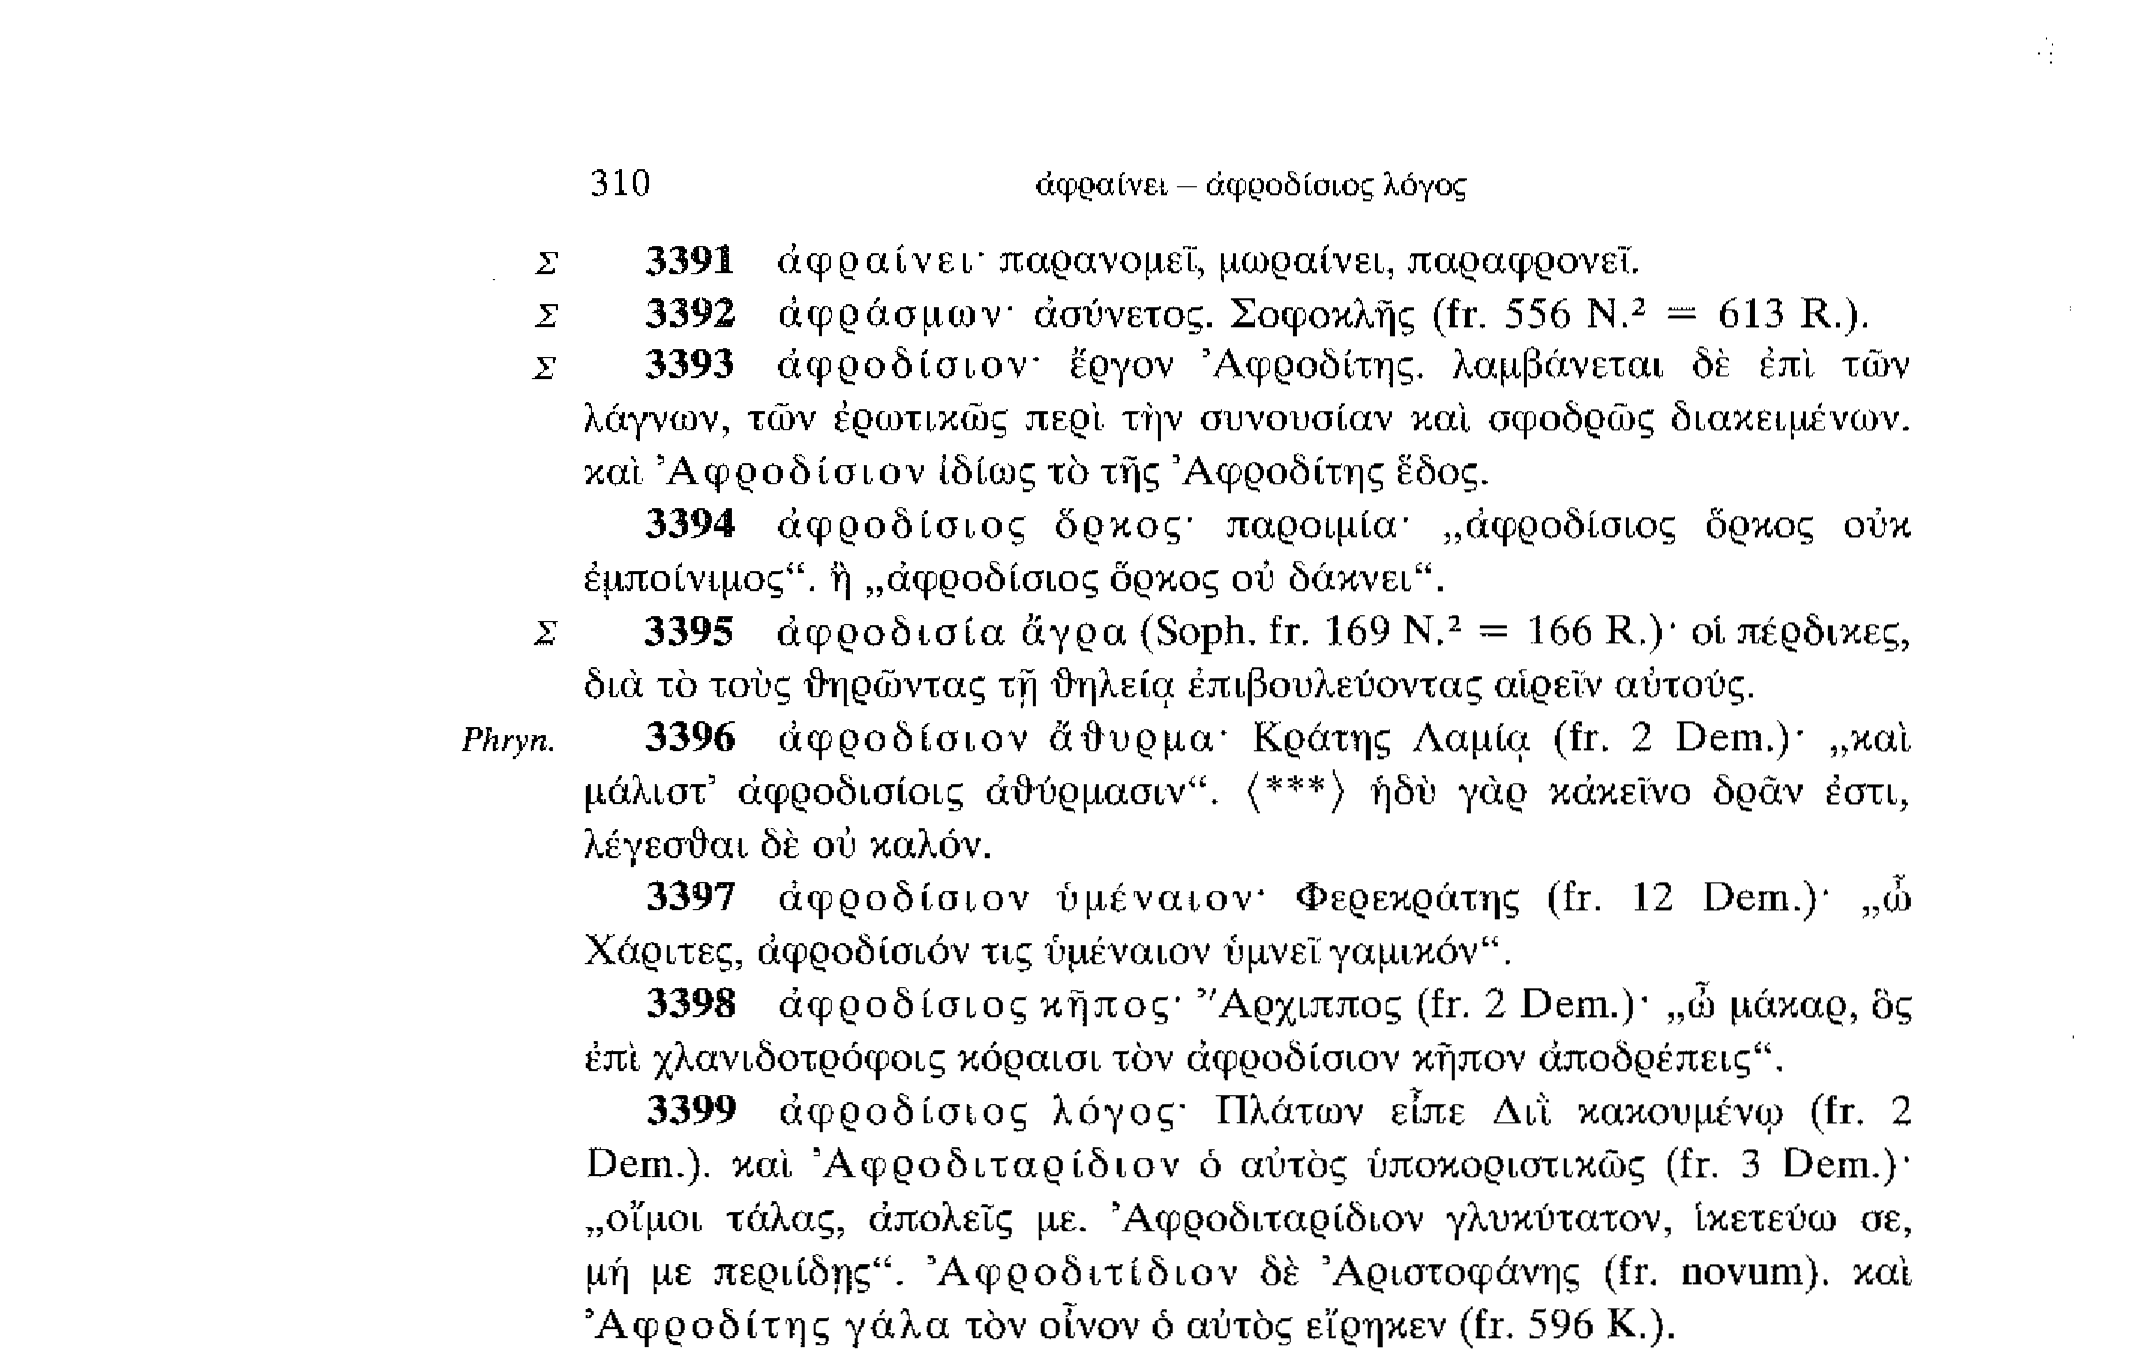 310 ἀφραίνει – ἀφροδίσιος λόγος
Σ 3391 ἀφραίνει· παρανομεῖ, μωραίνει, παραφρονεῖ.
Σ 3392 ἀφράσμων· ἀσύνετος. Σοφοκλῆς (fr. 556 N.² = 613 R.).
Σ 3393 ἀφροδίσιον· ἔργον Ἀφροδίτης. λαμβάνεται δὲ ἐπὶ τῶν
λάγνων, τῶν ἐρωτικῶς περὶ τὴν συνουσίαν καὶ σφοδρῶς διακειμένων.
καὶ Ἀφροδίσιον ἰδίως τὸ τῆς Ἀφροδίτης ἕδος.
3394 ἀφροδίσιος ὅρκος· παροιμία· „ἀφροδίσιος ὅρκος οὐκ
ἐμποίνιμος“. ἢ „ἀφροδίσιος ὅρκος οὐ δάκνει“.
Σ 3395 ἀφροδισία ἄγρα (Soph. fr. 169 N.² = 166 R.)· οἱ πέρδικες,
διὰ τὸ τοὺς θηρῶντας τῇ θηλείᾳ ἐπιβουλεύοντας αἱρεῖν αὐτούς.
Phryn. 3396 ἀφροδίσιον ἄθυρμα· Κράτης Λαμίᾳ (fr. 2 Dem.)· „καὶ
μάλιστ’ ἀφροδισίοις ἀθύρμασιν“. ⟨***⟩ ἡδὺ γὰρ κἀκεῖνο δρᾶν ἐστι,
λέγεσθαι δὲ οὐ καλόν.
3397 ἀφροδίσιον ὑμέναιον· Φερεκράτης (fr. 12 Dem.)· „ὦ
Χάριτες, ἀφροδίσιόν τις ὑμέναιον ὑμνεῖ γαμικόν“.
3398 ἀφροδίσιος κῆπος· Ἄρχιππος (fr. 2 Dem.)· „ὦ μάκαρ, ὃς
ἐπὶ χλανιδοτρόφοις κόραισι τὸν ἀφροδίσιον κῆπον ἀποδρέπεις“.
3399 ἀφροδίσιος λόγος· Πλάτων εἶπε Διὶ κακουμένῳ (fr. 2
Dem.). καὶ Ἀφροδιταρίδιον ὁ αὐτὸς ὑποκοριστικῶς (fr. 3 Dem.)·
„οἴμοι τάλας, ἀπολεῖς με. Ἀφροδιταρίδιον γλυκύτατον, ἱκετεύω σε,
μή με περιίδῃς“. Ἀφροδιτίδιον δὲ Ἀριστοφάνης (fr. novum). καὶ
Ἀφροδίτης γάλα τὸν οἶνον ὁ αὐτὸς εἴρηκεν (fr. 596 K.).